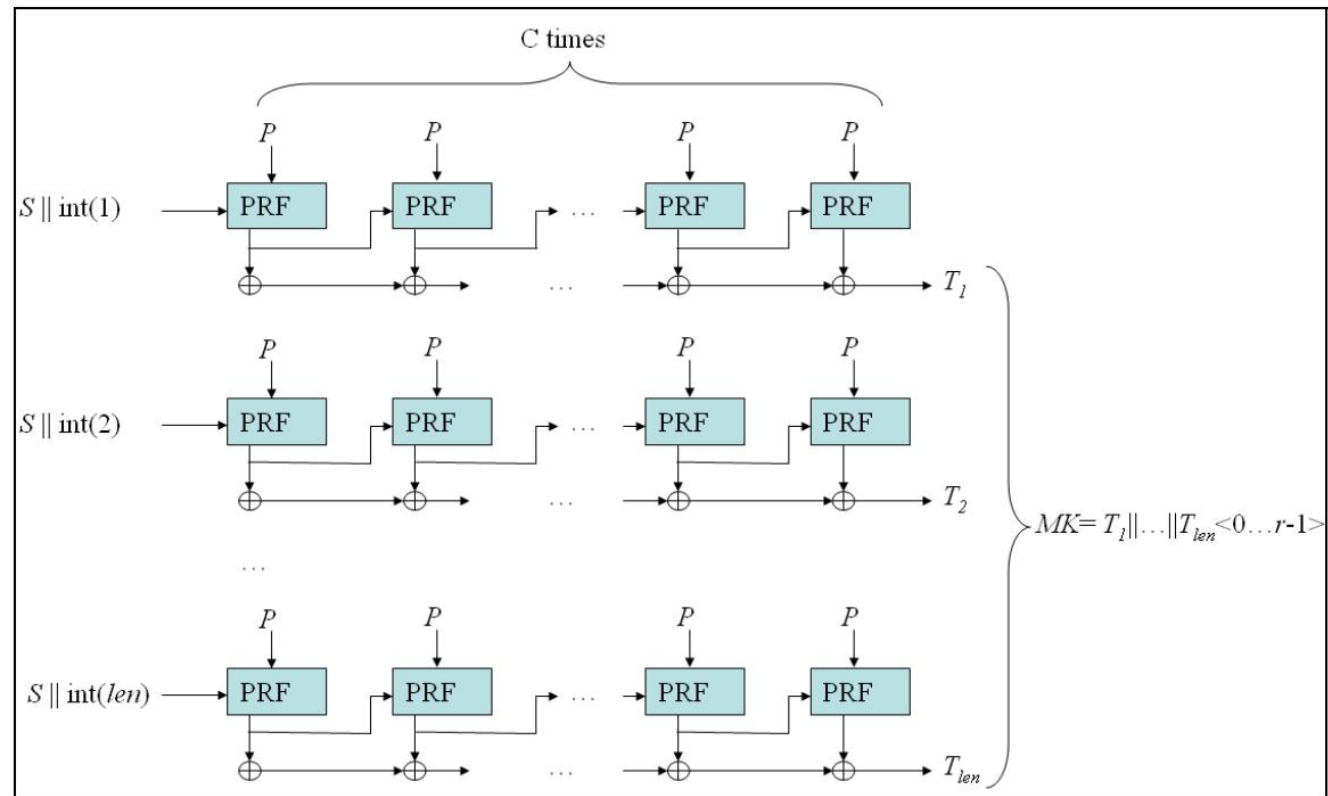 C times
P P P P
S || int(1) PRF PRF ... PRF PRF
... T1
P P P P
S || int(2) PRF PRF ... PRF PRF
... T2
MK= T1||...||Tlen<0...r-1>
...
P P P P
S || int(len) PRF PRF ... PRF PRF
... Tlen